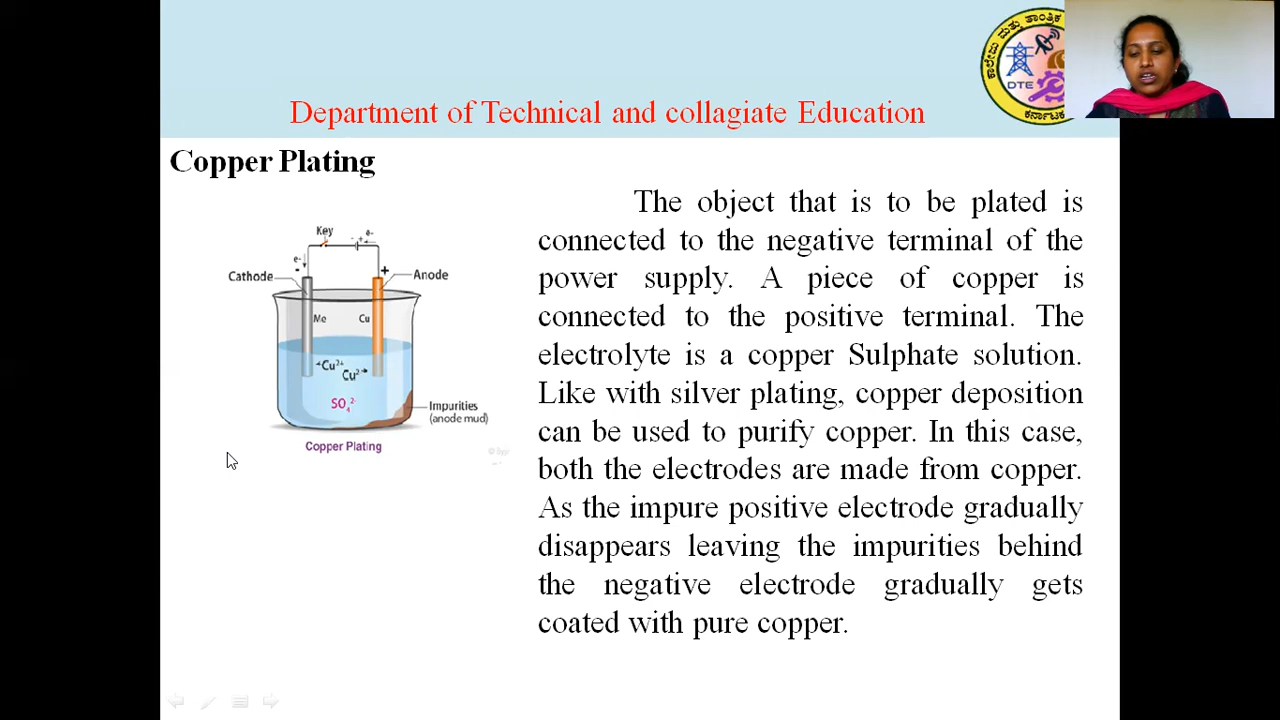 ಕಾಲೇಜು ಮತ್ತು ತಾಂತ್ರಿಕ
DTE
Department of Technical and collagiate Education
Copper Plating
Key
e-
- +
e-
-
+
Cathode
Anode
Me
Cu
Cu2+
Cu2-
SO₄²⁻
Impurities
(anode mud)
Copper Plating
The object that is to be plated is
connected to the negative terminal of the
power supply. A piece of copper is
connected to the positive terminal. The
electrolyte is a copper Sulphate solution.
Like with silver plating, copper deposition
can be used to purify copper. In this case,
both the electrodes are made from copper.
As the impure positive electrode gradually
disappears leaving the impurities behind
the negative electrode gradually gets
coated with pure copper.